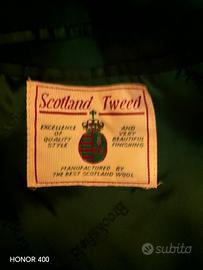 Scotland Tweed
EXCELLENCE
OF
QUALITY
STYLE
AND
VERY
BEAUTIFUL
FINISHING
MANUFACTURED BY
THE BEST SCOTLAND WOOL
HONOR 400
subito